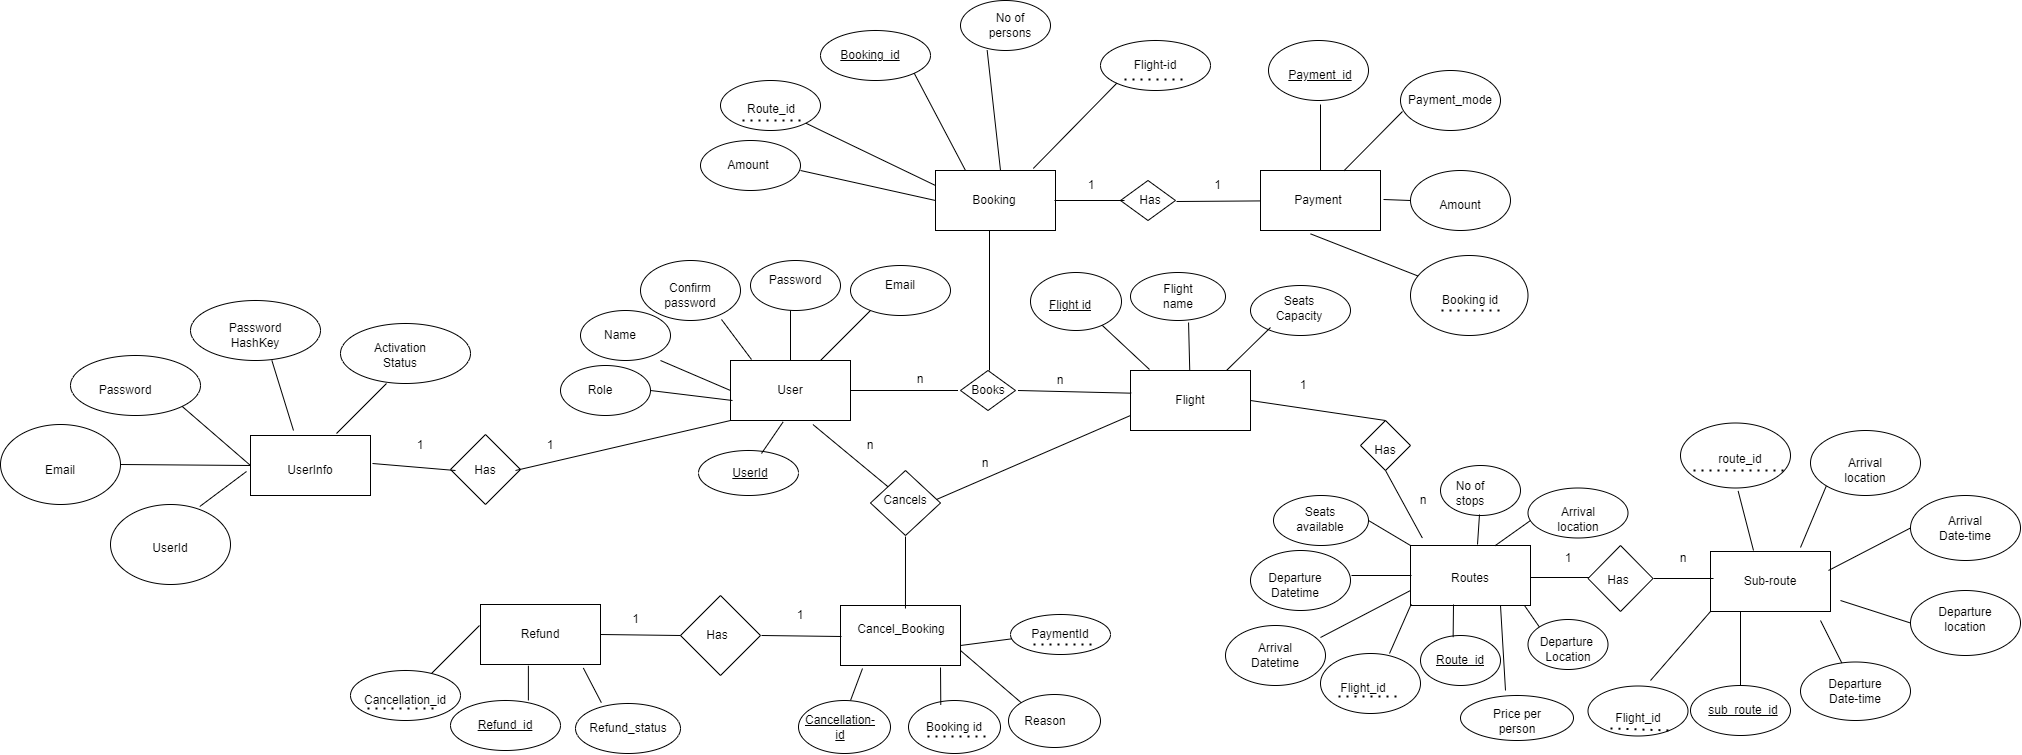 No of
persons
Booking_id
Flight-id
Route_id
Amount
Payment_id
Payment_mode
Booking
1
Has
1
Payment
Amount
Booking id
Confirm
password
Password
Email
Name
Role
User
UserId
n
Books
n
Flight id
Flight
name
Seats
Capacity
Flight
1
Has
n
Password
HashKey
Activation
Status
Password
Email
UserId
UserInfo
1
Has
1
n
Cancels
n
No of
stops
Seats
available
Arrival
location
Departure
Datetime
Routes
Arrival
Datetime
Flight_id
Route_id
Departure
Location
Price per
person
1
Has
n
route_id
Arrival
location
Arrival
Date-time
Sub-route
Departure
location
Departure
Date-time
Flight_id
sub_route_id
Refund
1
Has
1
Cancel_Booking
PaymentId
Cancellation_id
Refund_id
Refund_status
Cancellation-
id
Booking id
Reason